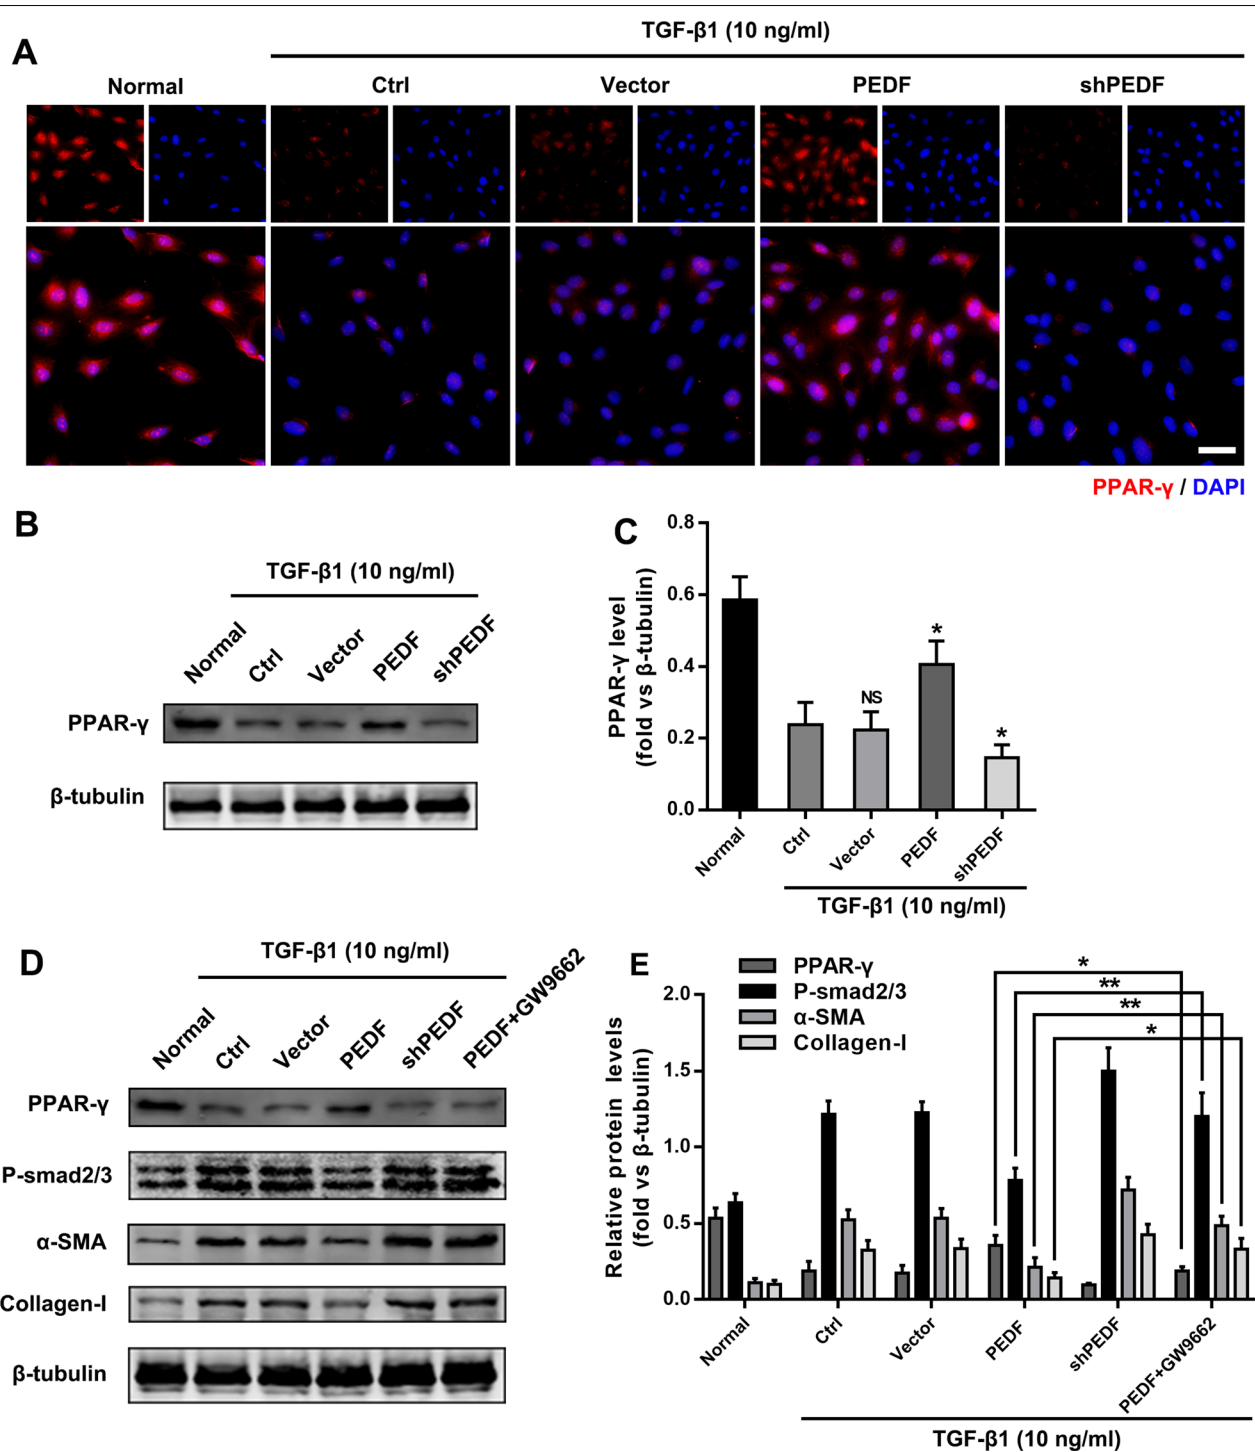 A
TGF-β1 (10 ng/ml)
Normal Ctrl Vector PEDF shPEDF
PPAR-γ / DAPI
B
TGF-β1 (10 ng/ml)
Normal Ctrl Vector PEDF shPEDF
PPAR-γ
β-tubulin
C
PPAR-γ level
(fold vs β-tubulin)
0.8
0.6
0.4
0.2
0.0
NS
*
*
Normal Ctrl Vector PEDF shPEDF
TGF-β1 (10 ng/ml)
D
TGF-β1 (10 ng/ml)
Normal Ctrl Vector PEDF shPEDF PEDF+GW9662
PPAR-γ
P-smad2/3
α-SMA
Collagen-I
β-tubulin
E
PPAR-γ
P-smad2/3
α-SMA
Collagen-I
*
**
**
*
Relative protein levels
(fold vs β-tubulin)
2.0
1.5
1.0
0.5
0.0
Normal Ctrl Vector PEDF shPEDF PEDF+GW9662
TGF-β1 (10 ng/ml)